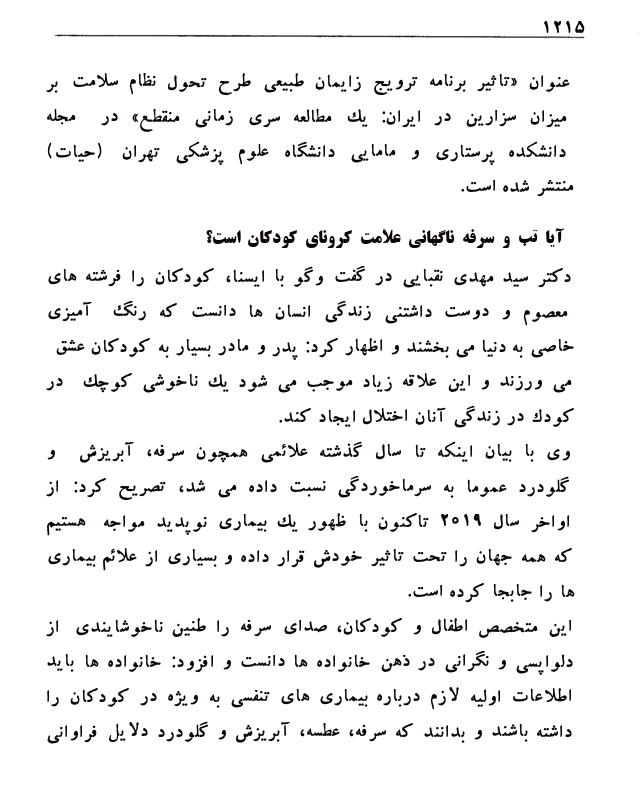 ۱۲۱۵
عنوان «تاثیر برنامه ترویج زایمان طبیعی طرح تحول نظام سلامت بر
میزان سزارین در ایران: یك مطالعه سری زمانی منقطع» در مجله
دانشکده پرستاری و مامایی دانشگاه علوم پزشکی تهران (حیات)
منتشر شده است.
آیا تب و سرفه ناگهانی علامت کرونای کودکان است؟
دکتر سید مهدی نقبایی در گفت وگو با ایسنا، کودکان را فرشته های
معصوم و دوست داشتنی زندگی انسان ها دانست که رنگ آمیزی
خاصی به دنیا می بخشند و اظهار کرد: پدر و مادر بسیار به کودکان عشق
می ورزند و این علاقه زیاد موجب می شود یك ناخوشی کوچك در
کودك در زندگی آنان اختلال ایجاد کند.
وی با بیان اینکه تا سال گذشته علائمی همچون سرفه، آبریزش و
گلودرد عموما به سرماخوردگی نسبت داده می شد، تصریح کرد: از
اواخر سال ۲۰۱۹ تاکنون با ظهور یك بیماری نوپدید مواجه هستیم
که همه جهان را تحت تاثیر خودش قرار داده و بسیاری از علائم بیماری
ها را جابجا کرده است.
این متخصص اطفال و کودکان، صدای سرفه را طنین ناخوشایندی از
دلواپسی و نگرانی در ذهن خانواده ها دانست و افزود: خانواده ها باید
اطلاعات اولیه لازم درباره بیماری های تنفسی به ویژه در کودکان را
داشته باشند و بدانند که سرفه، عطسه، آبریزش و گلودرد دلایل فراوانی